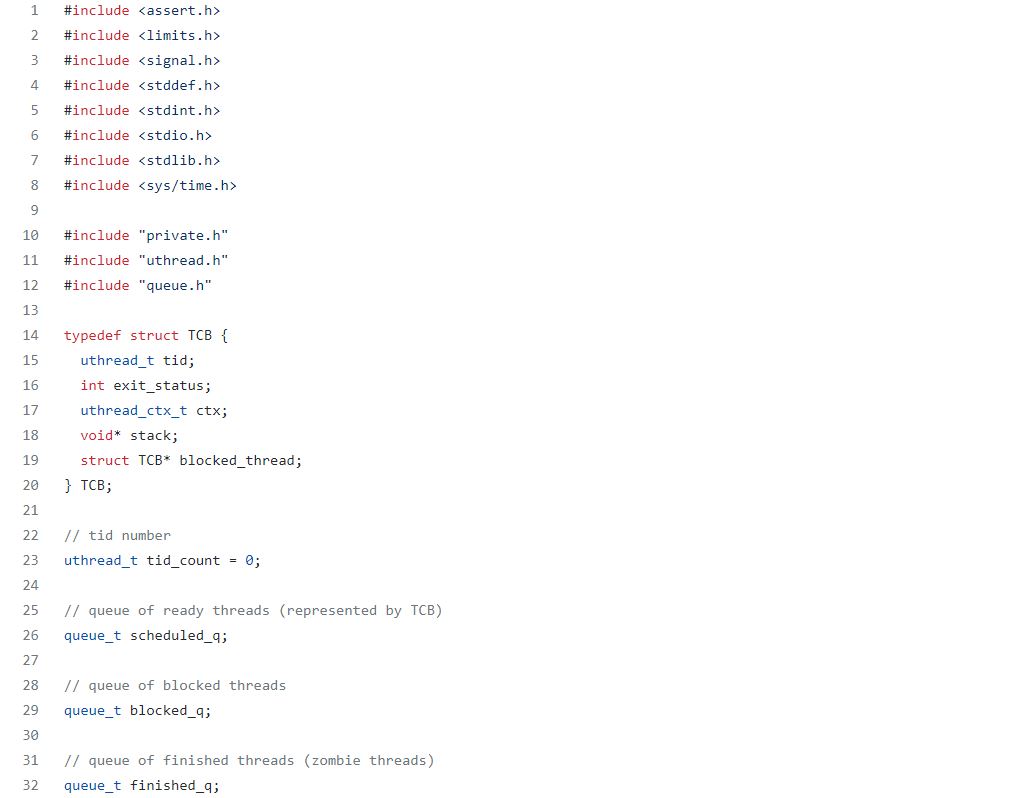 1 #include <assert.h>
2 #include <limits.h>
3 #include <signal.h>
4 #include <stddef.h>
5 #include <stdint.h>
6 #include <stdio.h>
7 #include <stdlib.h>
8 #include <sys/time.h>
9
10 #include "private.h"
11 #include "uthread.h"
12 #include "queue.h"
13
14 typedef struct TCB {
15   uthread_t tid;
16   int exit_status;
17   uthread_ctx_t ctx;
18   void* stack;
19   struct TCB* blocked_thread;
20 } TCB;
21
22 // tid number
23 uthread_t tid_count = 0;
24
25 // queue of ready threads (represented by TCB)
26 queue_t scheduled_q;
27
28 // queue of blocked threads
29 queue_t blocked_q;
30
31 // queue of finished threads (zombie threads)
32 queue_t finished_q;